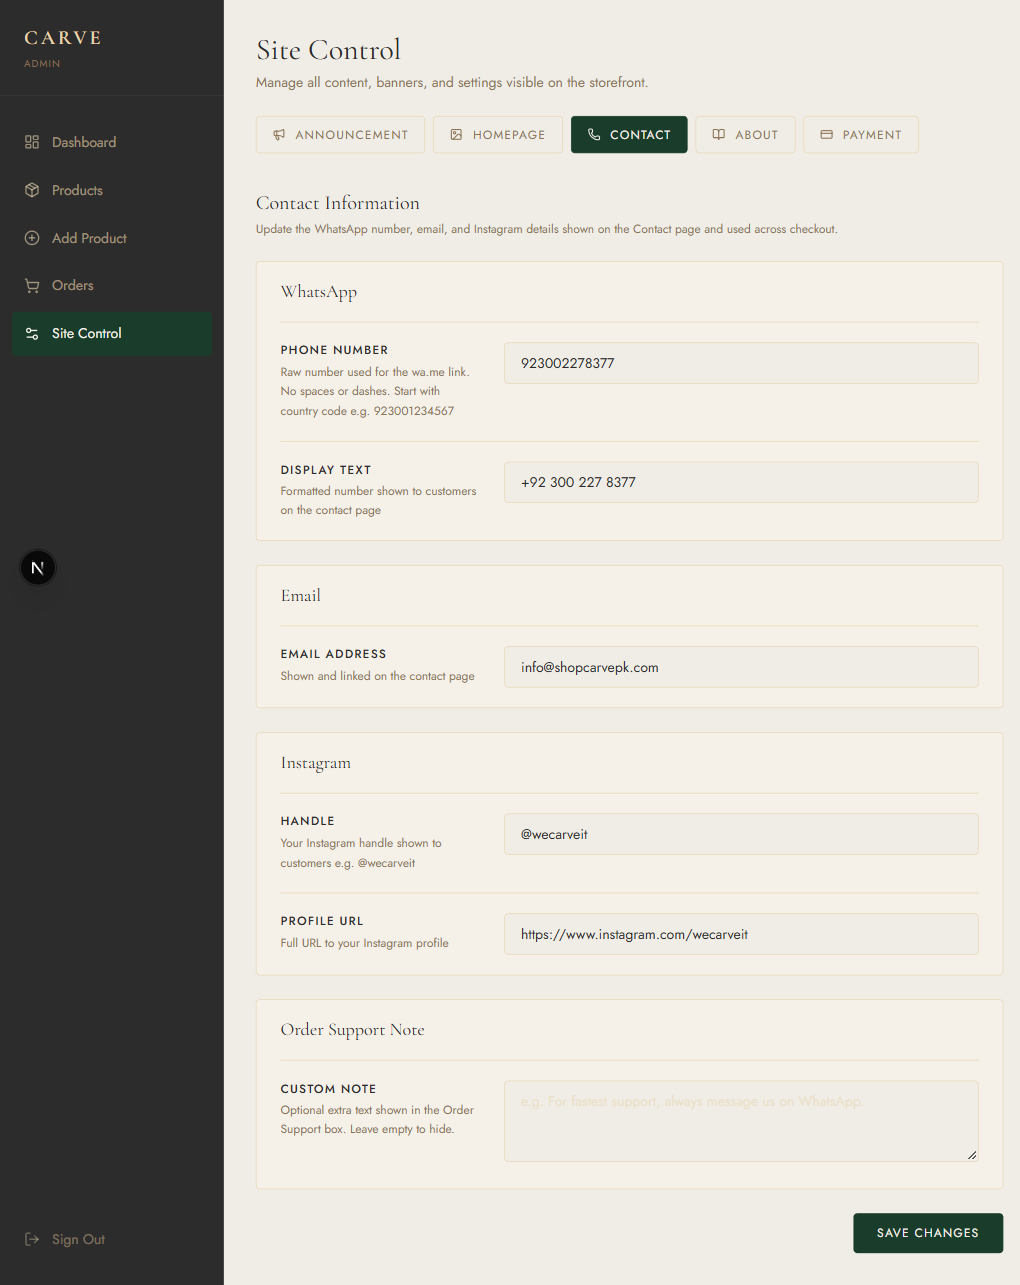 CARVE
ADMIN
Dashboard
Products
Add Product
Orders
Site Control
Sign Out
Site Control
Manage all content, banners, and settings visible on the storefront.
ANNOUNCEMENT
HOMEPAGE
CONTACT
ABOUT
PAYMENT
Contact Information
Update the WhatsApp number, email, and Instagram details shown on the Contact page and used across checkout.
WhatsApp
PHONE NUMBER
Raw number used for the wa.me link.
No spaces or dashes. Start with
country code e.g. 923001234567
923002278377
DISPLAY TEXT
Formatted number shown to customers
on the contact page
+92 300 227 8377
Email
EMAIL ADDRESS
Shown and linked on the contact page
info@shopcarvepk.com
Instagram
HANDLE
Your Instagram handle shown to
customers e.g. @wecarveit
@wecarveit
PROFILE URL
Full URL to your Instagram profile
https://www.instagram.com/wecarveit
Order Support Note
CUSTOM NOTE
Optional extra text shown in the Order
Support box. Leave empty to hide.
e.g. For fastest support, always message us on WhatsApp.
SAVE CHANGES
N